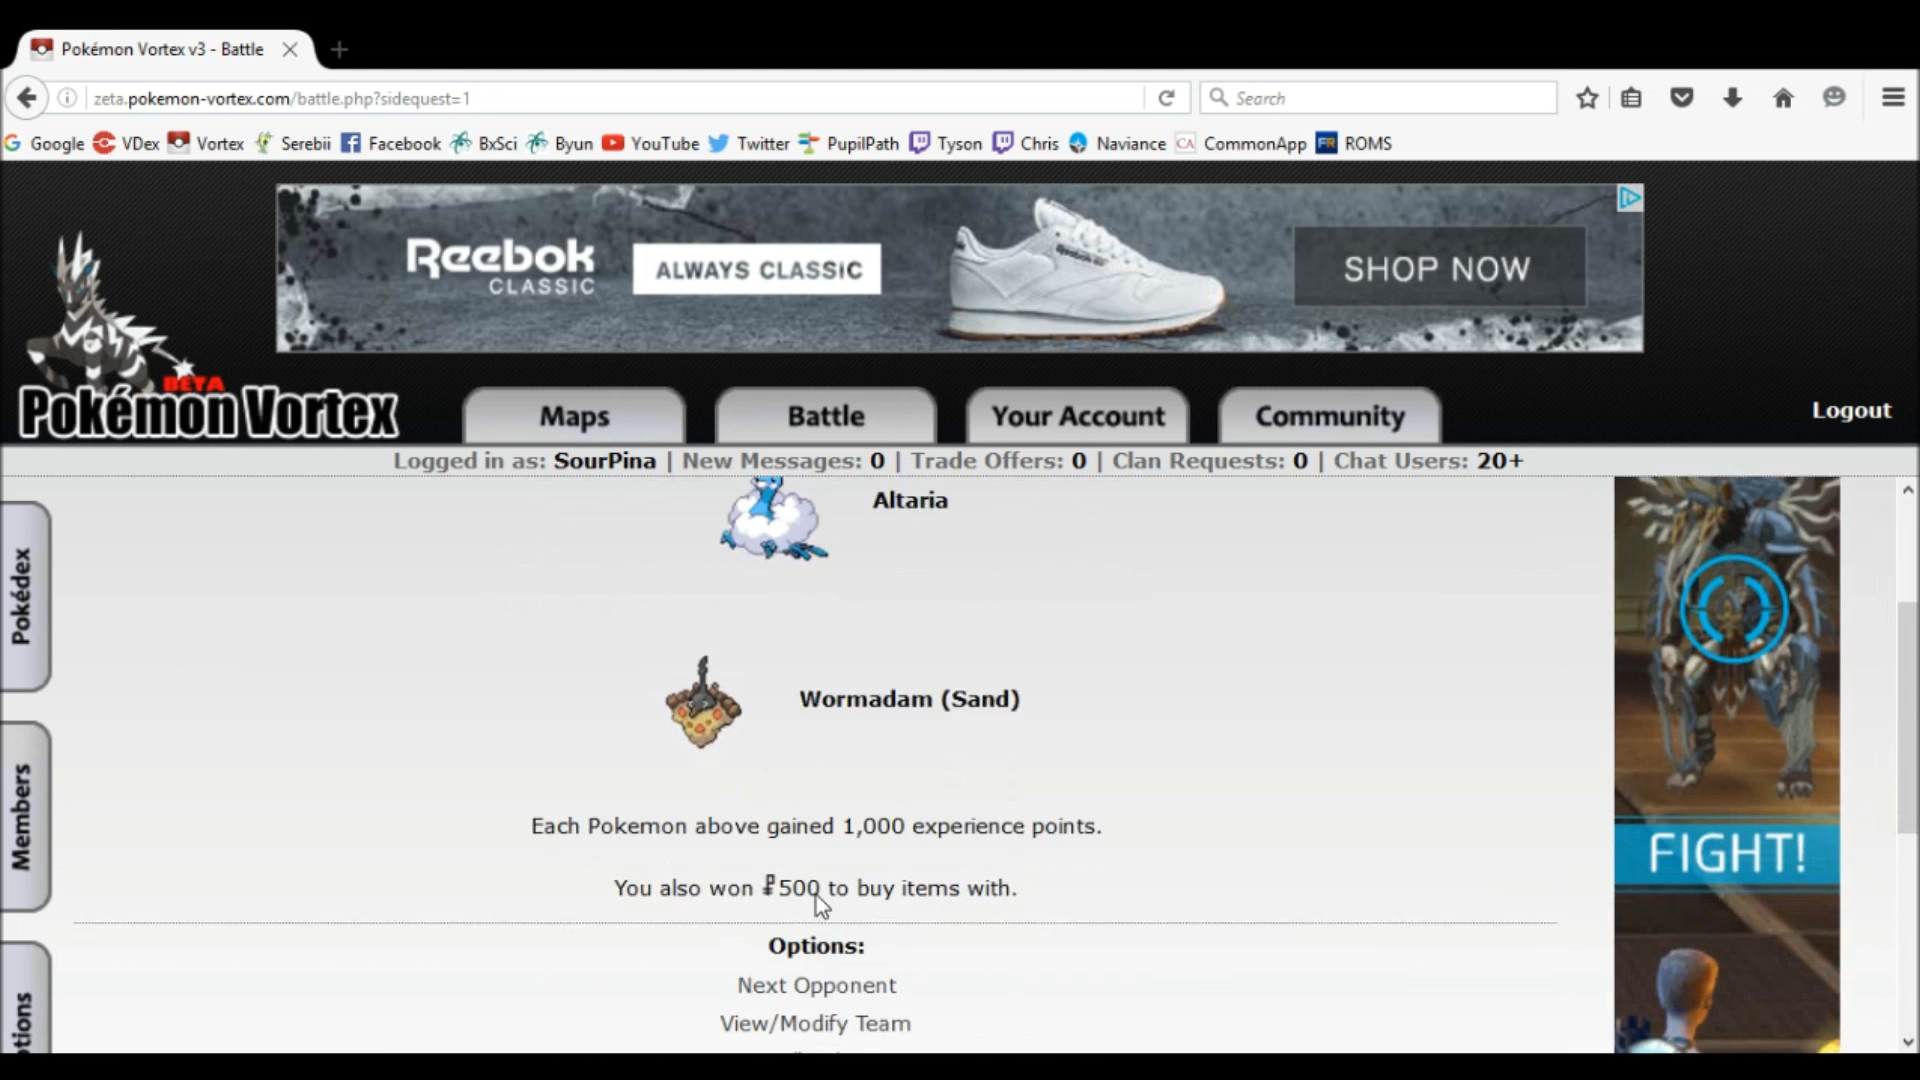 Pokémon Vortex v3 - Battle
zeta.pokemon-vortex.com/battle.php?sidequest=1
Search
Google VDex Vortex Serebii Facebook BxSci Byun YouTube Twitter PupilPath Tyson Chris Naviance CA CommonApp FR ROMS
Reebok
CLASSIC
ALWAYS CLASSIC
SHOP NOW
BETA
Pokémon Vortex
Maps
Battle
Your Account
Community
Logout
Logged in as: SourPina | New Messages: 0 | Trade Offers: 0 | Clan Requests: 0 | Chat Users: 20+
Altaria
Pokédex
Wormadam (Sand)
Members
Each Pokemon above gained 1,000 experience points.
FIGHT!
You also won 500 to buy items with.
Options:
Next Opponent
View/Modify Team